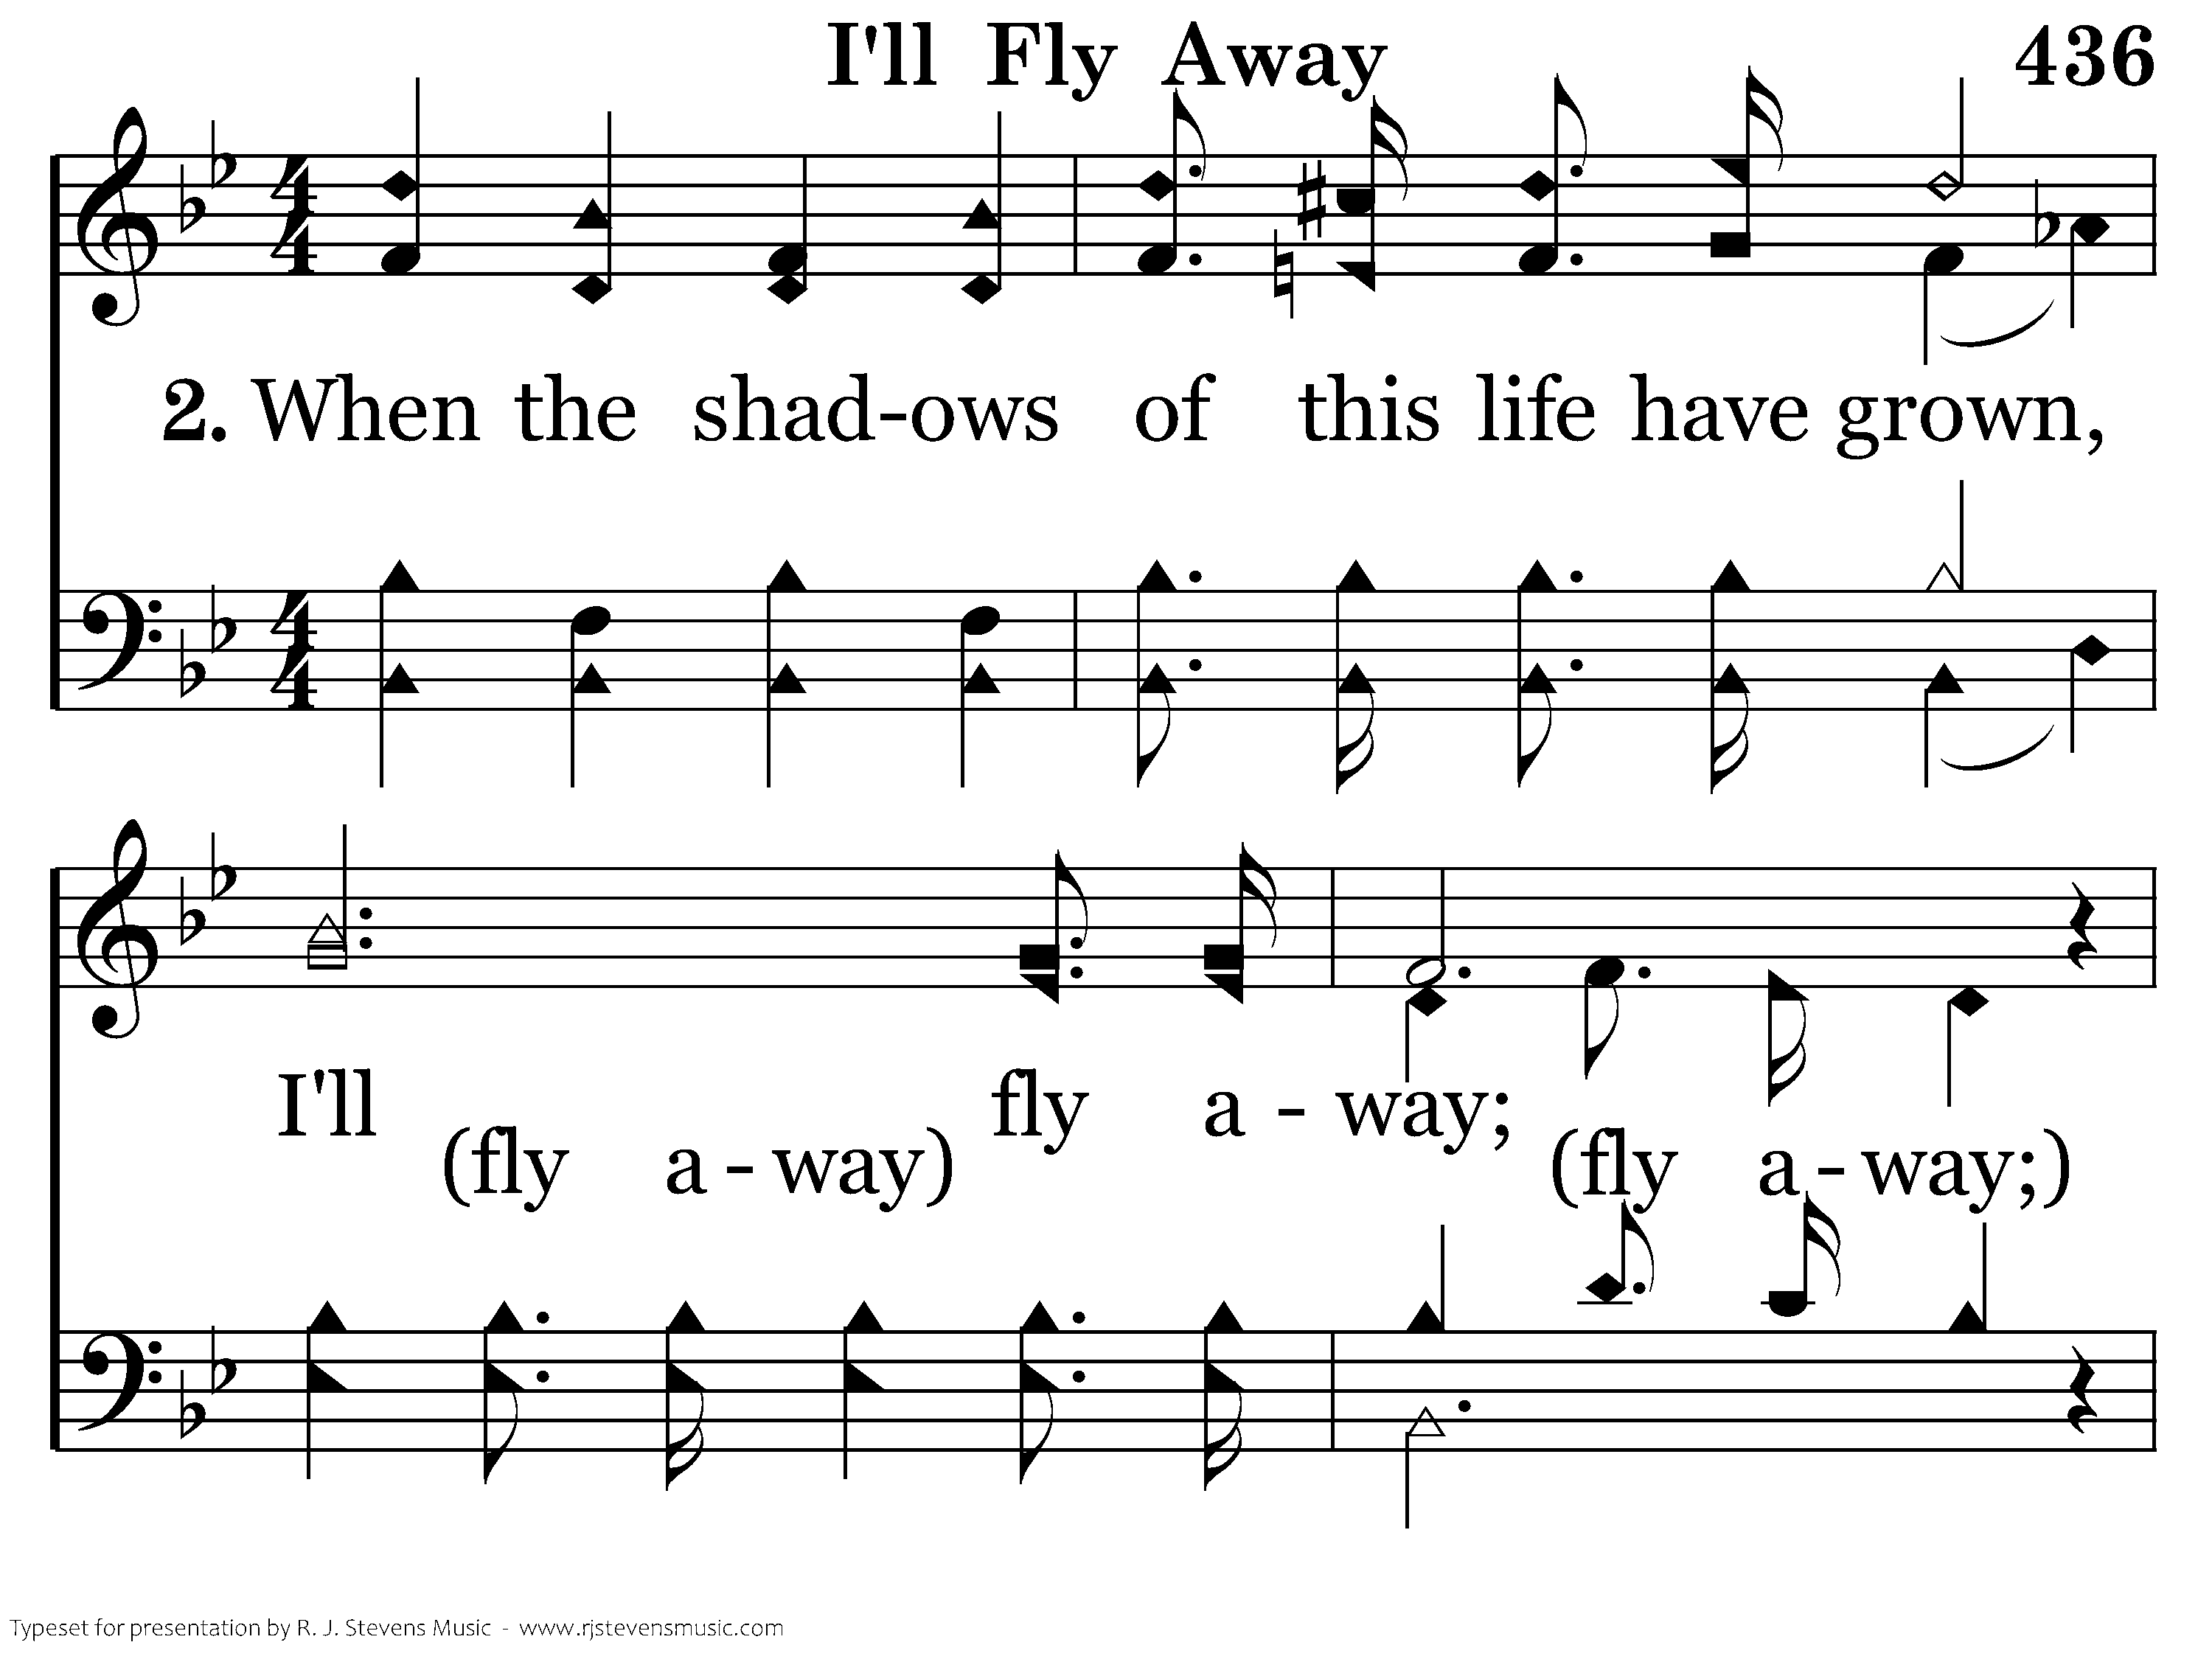 I'll Fly Away 436
2. When the shad-ows of this life have grown,
I'll fly a - way;
(fly a - way) (fly a - way;)
Typeset for presentation by R. J. Stevens Music - www.rjstevensmusic.com